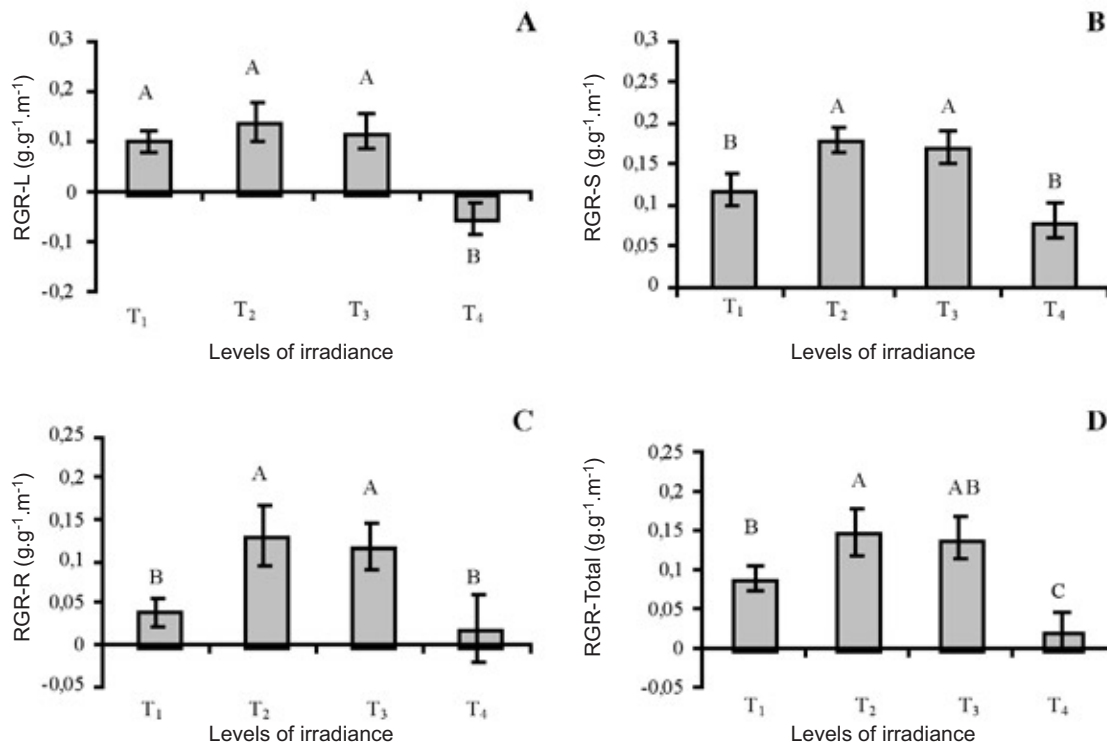 A
RGR-L (g.g⁻¹.m⁻¹)
0,3
0,2
0,1
0
-0,1
-0,2
A
A
A
B
T₁
T₂
T₃
T₄
Levels of irradiance
B
RGR-S (g.g⁻¹.m⁻¹)
0,3
0,25
0,2
0,15
0,1
0,05
0
B
A
A
B
T₁
T₂
T₃
T₄
Levels of irradiance
C
RGR-R (g.g⁻¹.m⁻¹)
0,25
0,2
0,15
0,1
0,05
0
-0,05
B
A
A
B
T₁
T₂
T₃
T₄
Levels of irradiance
D
RGR-Total (g.g⁻¹.m⁻¹)
0,25
0,2
0,15
0,1
0,05
0
-0,05
B
A
AB
C
T₁
T₂
T₃
T₄
Levels of irradiance